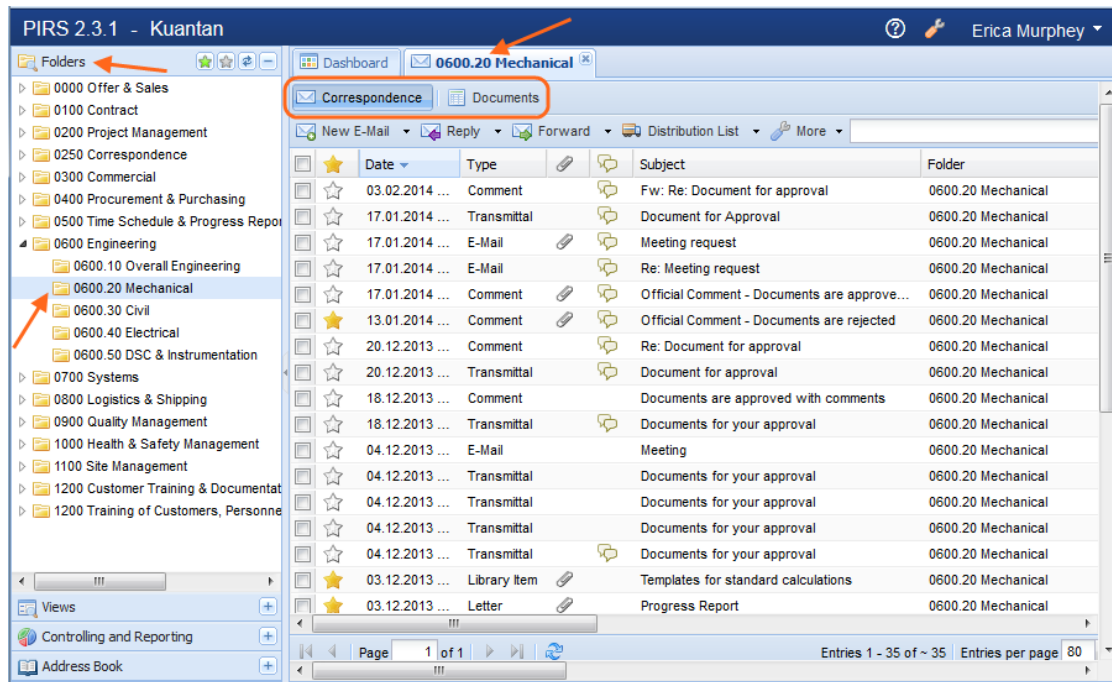 PIRS 2.3.1 - Kuantan
Erica Murphey
Folders
0000 Offer & Sales
0100 Contract
0200 Project Management
0250 Correspondence
0300 Commercial
0400 Procurement & Purchasing
0500 Time Schedule & Progress Repor
0600 Engineering
0600.10 Overall Engineering
0600.20 Mechanical
0600.30 Civil
0600.40 Electrical
0600.50 DSC & Instrumentation
0700 Systems
0800 Logistics & Shipping
0900 Quality Management
1000 Health & Safety Management
1100 Site Management
1200 Customer Training & Documentat
1200 Training of Customers, Personne
Views
Controlling and Reporting
Address Book
Dashboard 0600.20 Mechanical
Correspondence Documents
New E-Mail Reply Forward Distribution List More
Date Type Subject Folder
03.02.2014 ... Comment Fw: Re: Document for approval 0600.20 Mechanical
17.01.2014 ... Transmittal Document for Approval 0600.20 Mechanical
17.01.2014 ... E-Mail Meeting request 0600.20 Mechanical
17.01.2014 ... E-Mail Re: Meeting request 0600.20 Mechanical
17.01.2014 ... Comment Official Comment - Documents are approve... 0600.20 Mechanical
13.01.2014 ... Comment Official Comment - Documents are rejected 0600.20 Mechanical
20.12.2013 ... Comment Re: Document for approval 0600.20 Mechanical
20.12.2013 ... Transmittal Document for approval 0600.20 Mechanical
18.12.2013 ... Comment Documents are approved with comments 0600.20 Mechanical
18.12.2013 ... Transmittal Documents for your approval 0600.20 Mechanical
04.12.2013 ... E-Mail Meeting 0600.20 Mechanical
04.12.2013 ... Transmittal Documents for your approval 0600.20 Mechanical
04.12.2013 ... Transmittal Documents for your approval 0600.20 Mechanical
04.12.2013 ... Transmittal Documents for your approval 0600.20 Mechanical
04.12.2013 ... Transmittal Documents for your approval 0600.20 Mechanical
03.12.2013 ... Library Item Templates for standard calculations 0600.20 Mechanical
03.12.2013 ... Letter Progress Report 0600.20 Mechanical
Page 1 of 1 Entries 1 - 35 of ~ 35 Entries per page 80